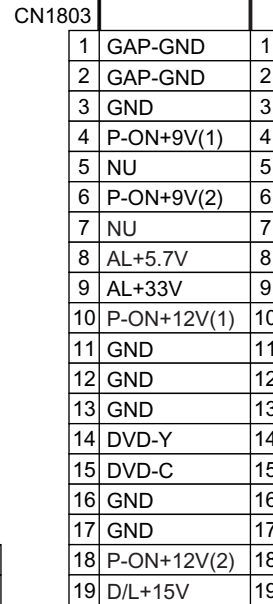 CN1803
1 GAP-GND 1
2 GAP-GND 2
3 GND 3
4 P-ON+9V(1) 4
5 NU 5
6 P-ON+9V(2) 6
7 NU 7
8 AL+5.7V 8
9 AL+33V 9
10 P-ON+12V(1) 10
11 GND 11
12 GND 12
13 GND 13
14 DVD-Y 14
15 DVD-C 15
16 GND 16
17 GND 17
18 P-ON+12V(2) 18
19 D/L+15V 19